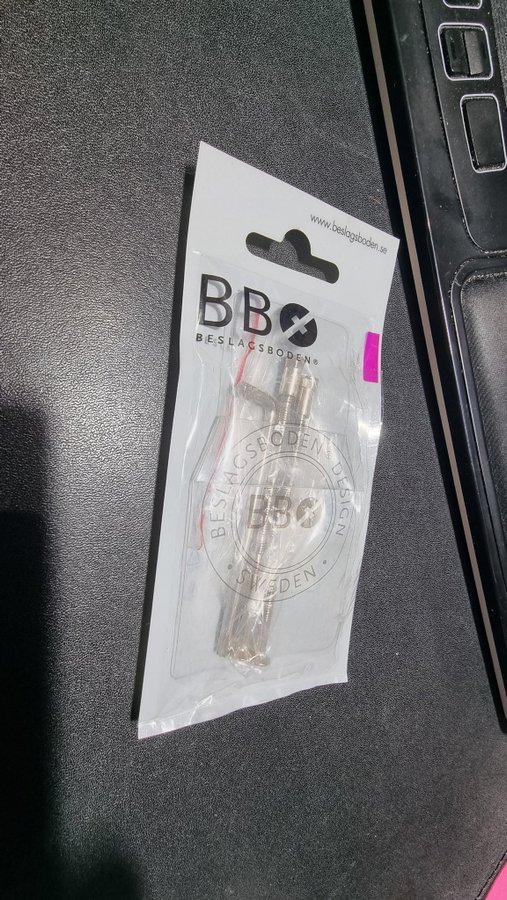 www.beslagsboden.se
BB
BESLAGSBODEN®
BESLAGSBODEN® DESIGN
BB
· SWEDEN ·